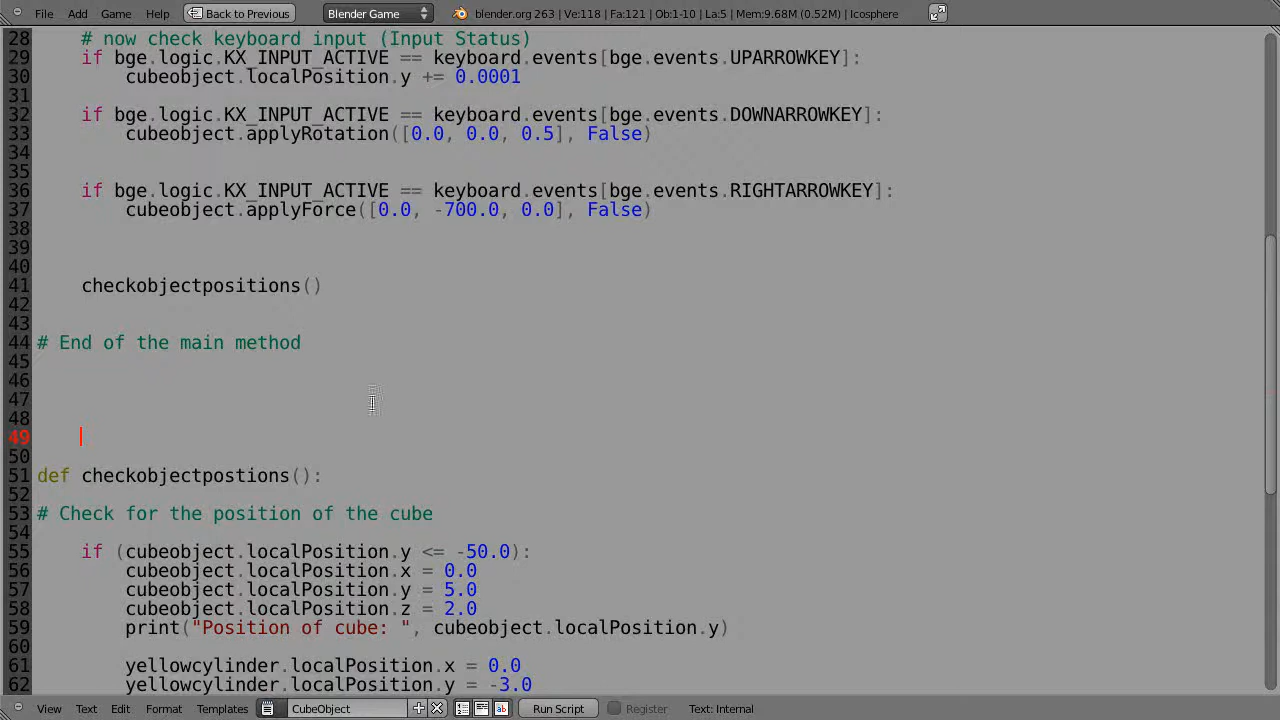 File Add Game Help Back to Previous Blender Game blender.org 263 | Ve:118 | Fa:121 | Ob:1-10 | La:5 | Mem:9.68M (0.52M) | Icosphere
28 # now check keyboard input (Input Status)
29 if bge.logic.KX_INPUT_ACTIVE == keyboard.events[bge.events.UPARROWKEY]:
30 cubeobject.localPosition.y += 0.0001
31
32 if bge.logic.KX_INPUT_ACTIVE == keyboard.events[bge.events.DOWNARROWKEY]:
33 cubeobject.applyRotation([0.0, 0.0, 0.5], False)
34
35
36 if bge.logic.KX_INPUT_ACTIVE == keyboard.events[bge.events.RIGHTARROWKEY]:
37 cubeobject.applyForce([0.0, -700.0, 0.0], False)
38
39
40
41 checkobjectpositions()
42
43
44 # End of the main method
45
46
47
48
49
50
51 def checkobjectpostions():
52
53 # Check for the position of the cube
54
55 if (cubeobject.localPosition.y <= -50.0):
56 cubeobject.localPosition.x = 0.0
57 cubeobject.localPosition.y = 5.0
58 cubeobject.localPosition.z = 2.0
59 print("Position of cube: ", cubeobject.localPosition.y)
60
61 yellowcylinder.localPosition.x = 0.0
62 yellowcylinder.localPosition.y = -3.0
View Text Edit Format Templates CubeObject Run Script Register Text: Internal